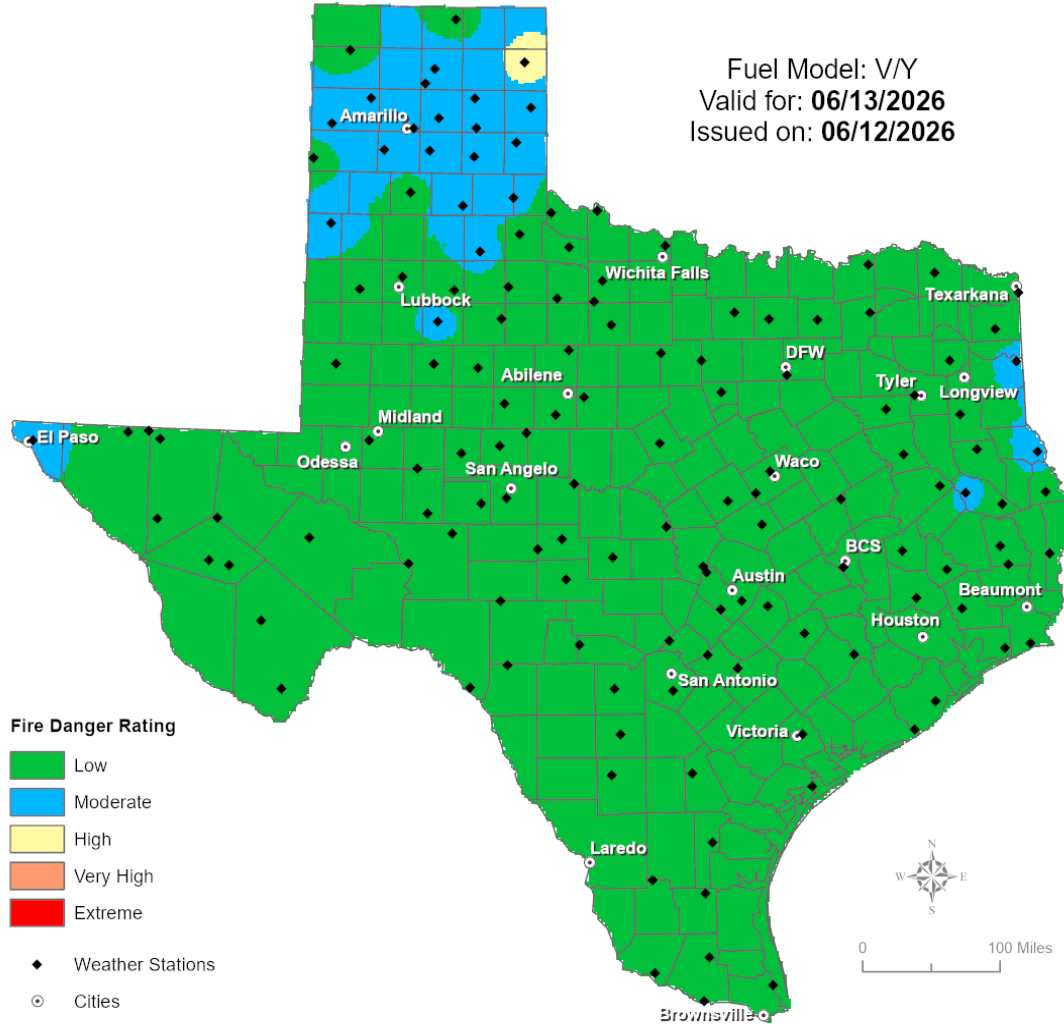 Fuel Model: V/Y
Valid for: 06/13/2026
Issued on: 06/12/2026
Amarillo
Wichita Falls
Lubbock
Texarkana
DFW
Abilene
Tyler
Longview
Midland
El Paso
Odessa
San Angelo
Waco
BCS
Austin
Beaumont
Houston
San Antonio
Victoria
Laredo
Brownsville
Fire Danger Rating
Low
Moderate
High
Very High
Extreme
Weather Stations
Cities
N
W E
S
0 100 Miles